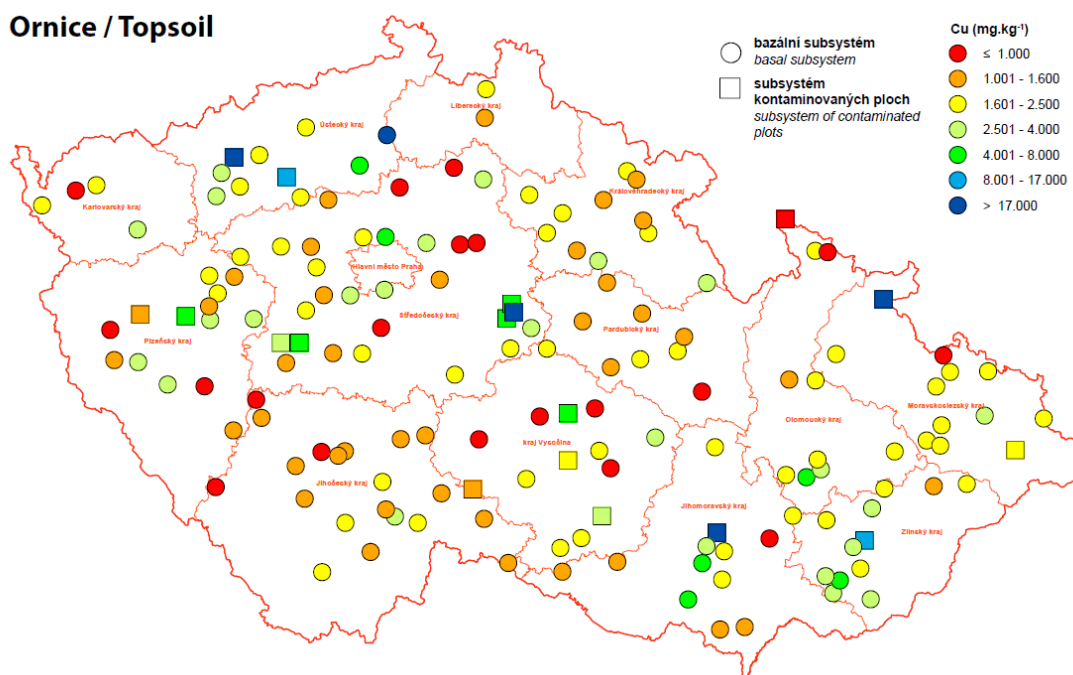 Ornice / Topsoil
bazální subsystém
basal subsystem
subsystém
kontaminovaných ploch
subsystem of contaminated
plots
Cu (mg.kg⁻¹)
≤ 1.000
1.001 - 1.600
1.601 - 2.500
2.501 - 4.000
4.001 - 8.000
8.001 - 17.000
> 17.000
Liberecký kraj
Ústecký kraj
Karlovarský kraj
Královéhradecký kraj
Hlavní město Praha
Středočeský kraj
Pardubický kraj
Plzeňský kraj
Moravskoslezský kraj
Olomoucký kraj
kraj Vysočina
Jihočeský kraj
Jihomoravský kraj
Zlínský kraj